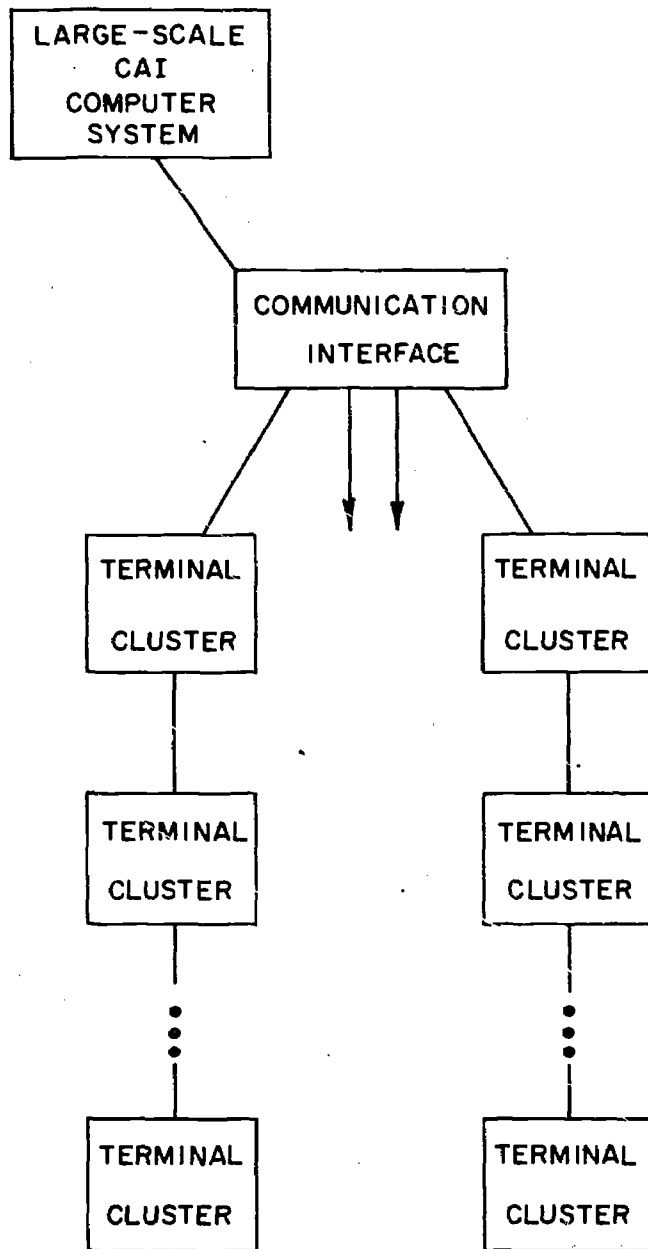 LARGE-SCALE
CAI
COMPUTER
SYSTEM
COMMUNICATION
INTERFACE
TERMINAL
CLUSTER
TERMINAL
CLUSTER
TERMINAL
CLUSTER
TERMINAL
CLUSTER
TERMINAL
CLUSTER
TERMINAL
CLUSTER